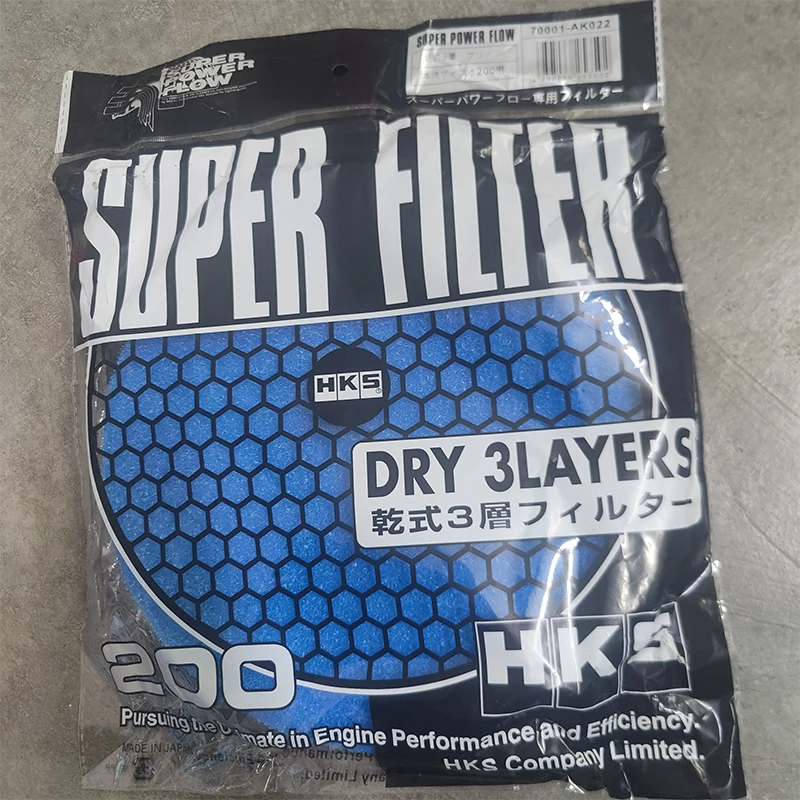 SUPER
POWER
FLOW
SUPER POWER FLOW
70001-AK022
スーパーパワーフロー専用フィルター
SUPER FILTER
HKS
DRY 3LAYERS
乾式3層フィルター
200
HKS
Pursuing the Ultimate in Engine Performance and Efficiency.
HKS Company Limited.
MADE IN JAPAN